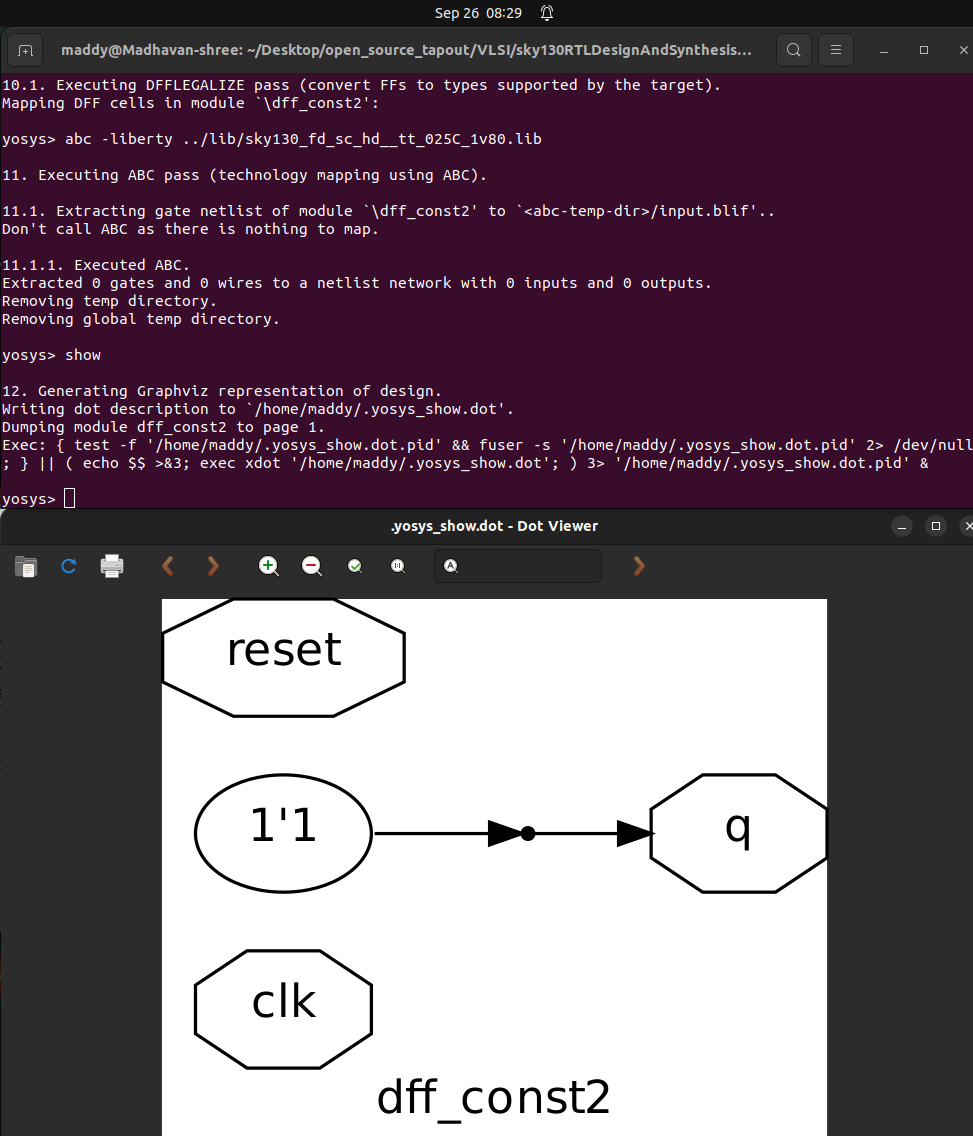 Sep 26 08:29
maddy@Madhavan-shree: ~/Desktop/open_source_tapout/VLSI/sky130RTLDesignAndSynthesis...
10.1. Executing DFFLEGALIZE pass (convert FFs to types supported by the target).
Mapping DFF cells in module `\dff_const2':
yosys> abc -liberty ../lib/sky130_fd_sc_hd__tt_025C_1v80.lib
11. Executing ABC pass (technology mapping using ABC).
11.1. Extracting gate netlist of module `\dff_const2' to `<abc-temp-dir>/input.blif'..
Don't call ABC as there is nothing to map.
11.1.1. Executed ABC.
Extracted 0 gates and 0 wires to a netlist network with 0 inputs and 0 outputs.
Removing temp directory.
Removing global temp directory.
yosys> show
12. Generating Graphviz representation of design.
Writing dot description to `/home/maddy/.yosys_show.dot'.
Dumping module dff_const2 to page 1.
Exec: { test -f '/home/maddy/.yosys_show.dot.pid' && fuser -s '/home/maddy/.yosys_show.dot.pid' 2> /dev/null
; } || ( echo $$ >&3; exec xdot '/home/maddy/.yosys_show.dot'; ) 3> '/home/maddy/.yosys_show.dot.pid' &
yosys>
.yosys_show.dot - Dot Viewer
reset
1'1
q
clk
dff_const2